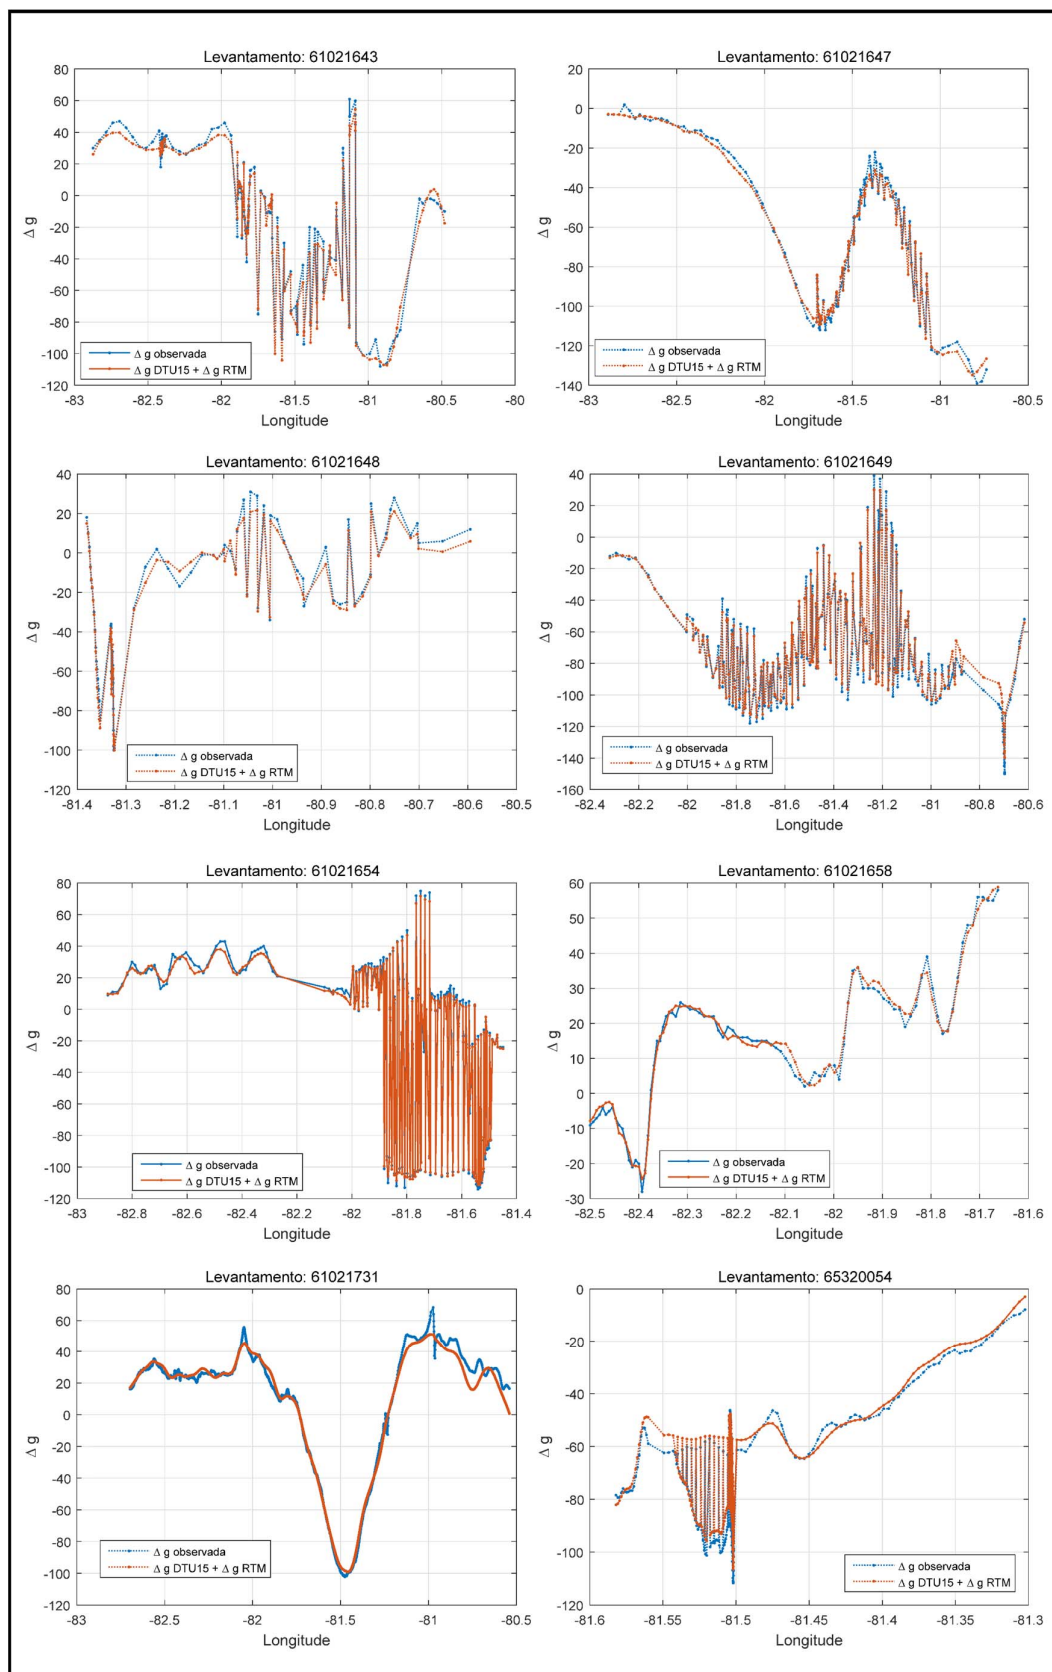 Levantamento: 61021643
80
60
40
20
0
-20
-40
-60
-80
-100
-120
Δ g
Δ g observada
Δ g DTU15 + Δ g RTM
-83 -82.5 -82 -81.5 -81 -80.5 -80
Longitude
Levantamento: 61021647
20
0
-20
-40
-60
-80
-100
-120
-140
Δ g
Δ g observada
Δ g DTU15 + Δ g RTM
-83 -82.5 -82 -81.5 -81 -80.5
Longitude
Levantamento: 61021648
40
20
0
-20
-40
-60
-80
-100
-120
Δ g
Δ g observada
Δ g DTU15 + Δ g RTM
-81.4 -81.3 -81.2 -81.1 -81 -80.9 -80.8 -80.7 -80.6 -80.5
Longitude
Levantamento: 61021649
40
20
0
-20
-40
-60
-80
-100
-120
-140
-160
Δ g
Δ g observada
Δ g DTU15 + Δ g RTM
-82.4 -82.2 -82 -81.8 -81.6 -81.4 -81.2 -81 -80.8 -80.6
Longitude
Levantamento: 61021654
80
60
40
20
0
-20
-40
-60
-80
-100
-120
Δ g
Δ g observada
Δ g DTU15 + Δ g RTM
-83 -82.8 -82.6 -82.4 -82.2 -82 -81.8 -81.6 -81.4
Longitude
Levantamento: 61021658
60
50
40
30
20
10
0
-10
-20
-30
Δ g
Δ g observada
Δ g DTU15 + Δ g RTM
-82.5 -82.4 -82.3 -82.2 -82.1 -82 -81.9 -81.8 -81.7 -81.6
Longitude
Levantamento: 61021731
80
60
40
20
0
-20
-40
-60
-80
-100
-120
Δ g
Δ g observada
Δ g DTU15 + Δ g RTM
-83 -82.5 -82 -81.5 -81 -80.5
Longitude
Levantamento: 65320054
0
-20
-40
-60
-80
-100
-120
Δ g
Δ g observada
Δ g DTU15 + Δ g RTM
-81.6 -81.55 -81.5 -81.45 -81.4 -81.35 -81.3
Longitude